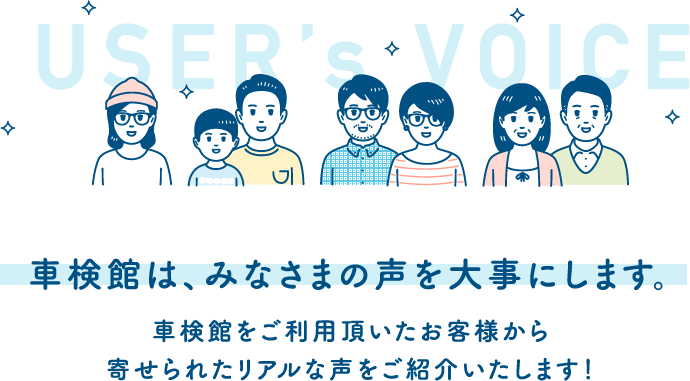 USER's VOICE
車検館は、みなさまの声を大事にします。
車検館をご利用頂いたお客様から
寄せられたリアルな声をご紹介いたします！